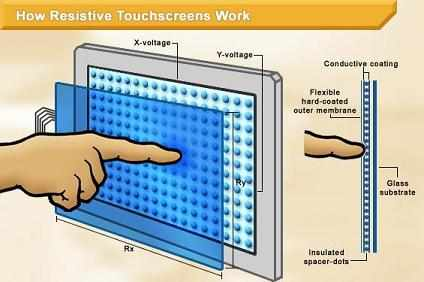 How Resistive Touchscreens Work
X-voltage
Y-voltage
Conductive coating
Flexible
hard-coated
outer membrane
Ry
Glass
substrate
Rx
Insulated
spacer-dots